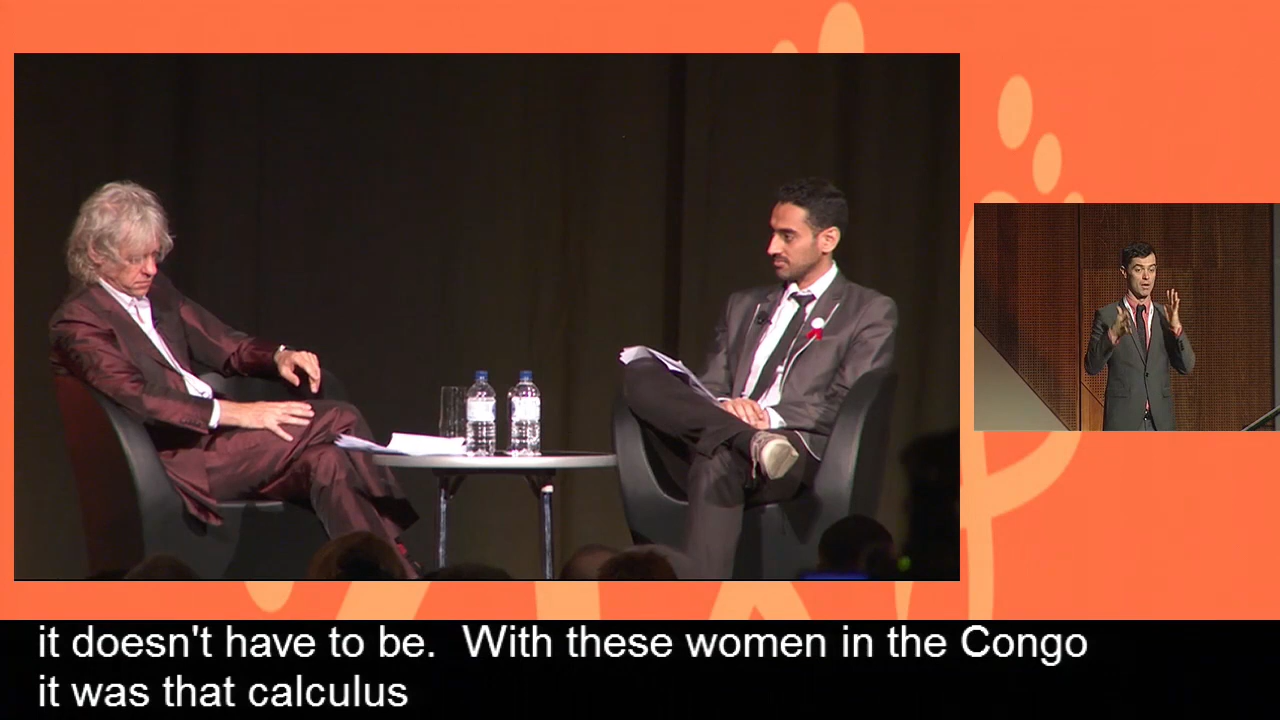 it doesn't have to be.  With these women in the Congo
it was that calculus